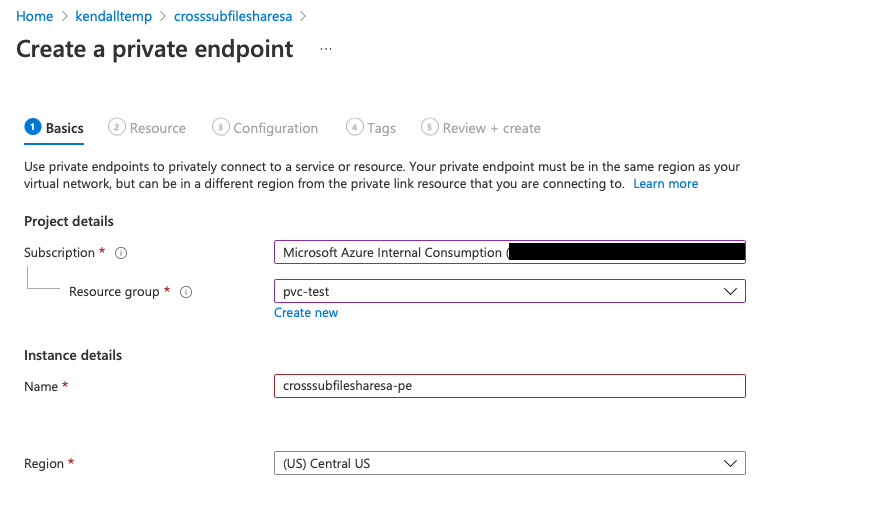 Home > kendalltemp > crosssubfilesharesa >
Create a private endpoint ...
1 Basics 2 Resource 3 Configuration 4 Tags 5 Review + create
Use private endpoints to privately connect to a service or resource. Your private endpoint must be in the same region as your
virtual network, but can be in a different region from the private link resource that you are connecting to. Learn more
Project details
Subscription * Microsoft Azure Internal Consumption (
Resource group * pvc-test
Create new
Instance details
Name * crosssubfilesharesa-pe
Region * (US) Central US